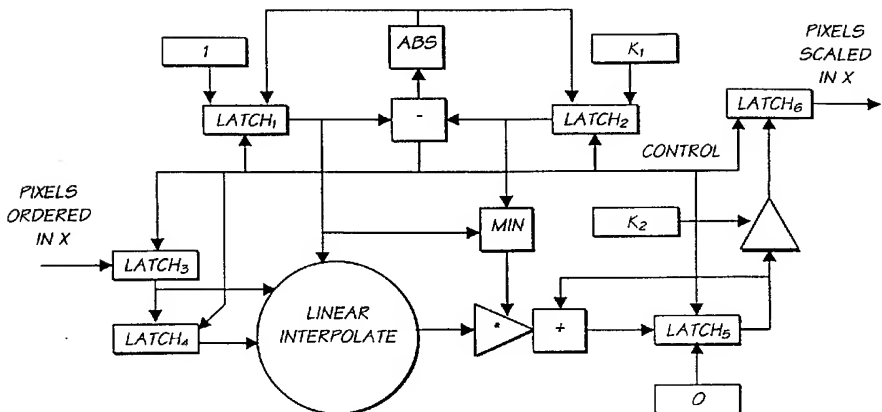 PIXELS
SCALED
IN X
ABS
1
K1
LATCH1
-
LATCH2
LATCH6
CONTROL
PIXELS
ORDERED
IN X
K2
MIN
LATCH3
LINEAR
INTERPOLATE
LATCH4
*
+
LATCH5
0